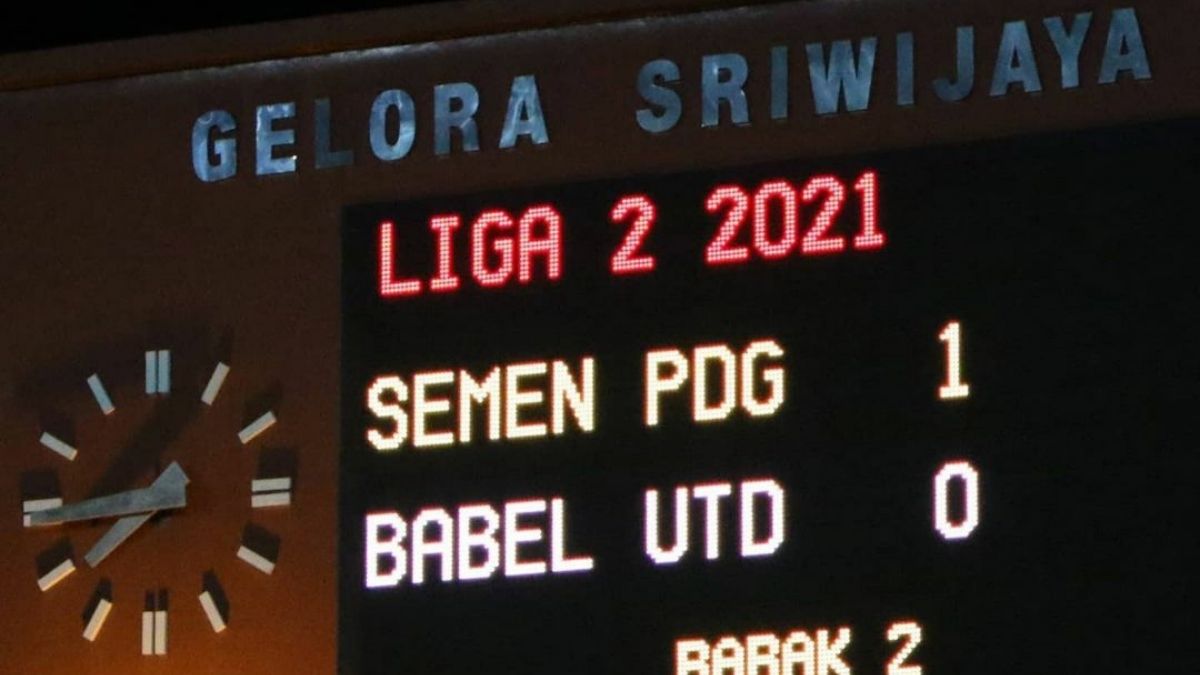 GELORA SRIWIJAYA
LIGA 2 2021
SEMEN PDG 1
BABEL UTD 0
BABAK 2